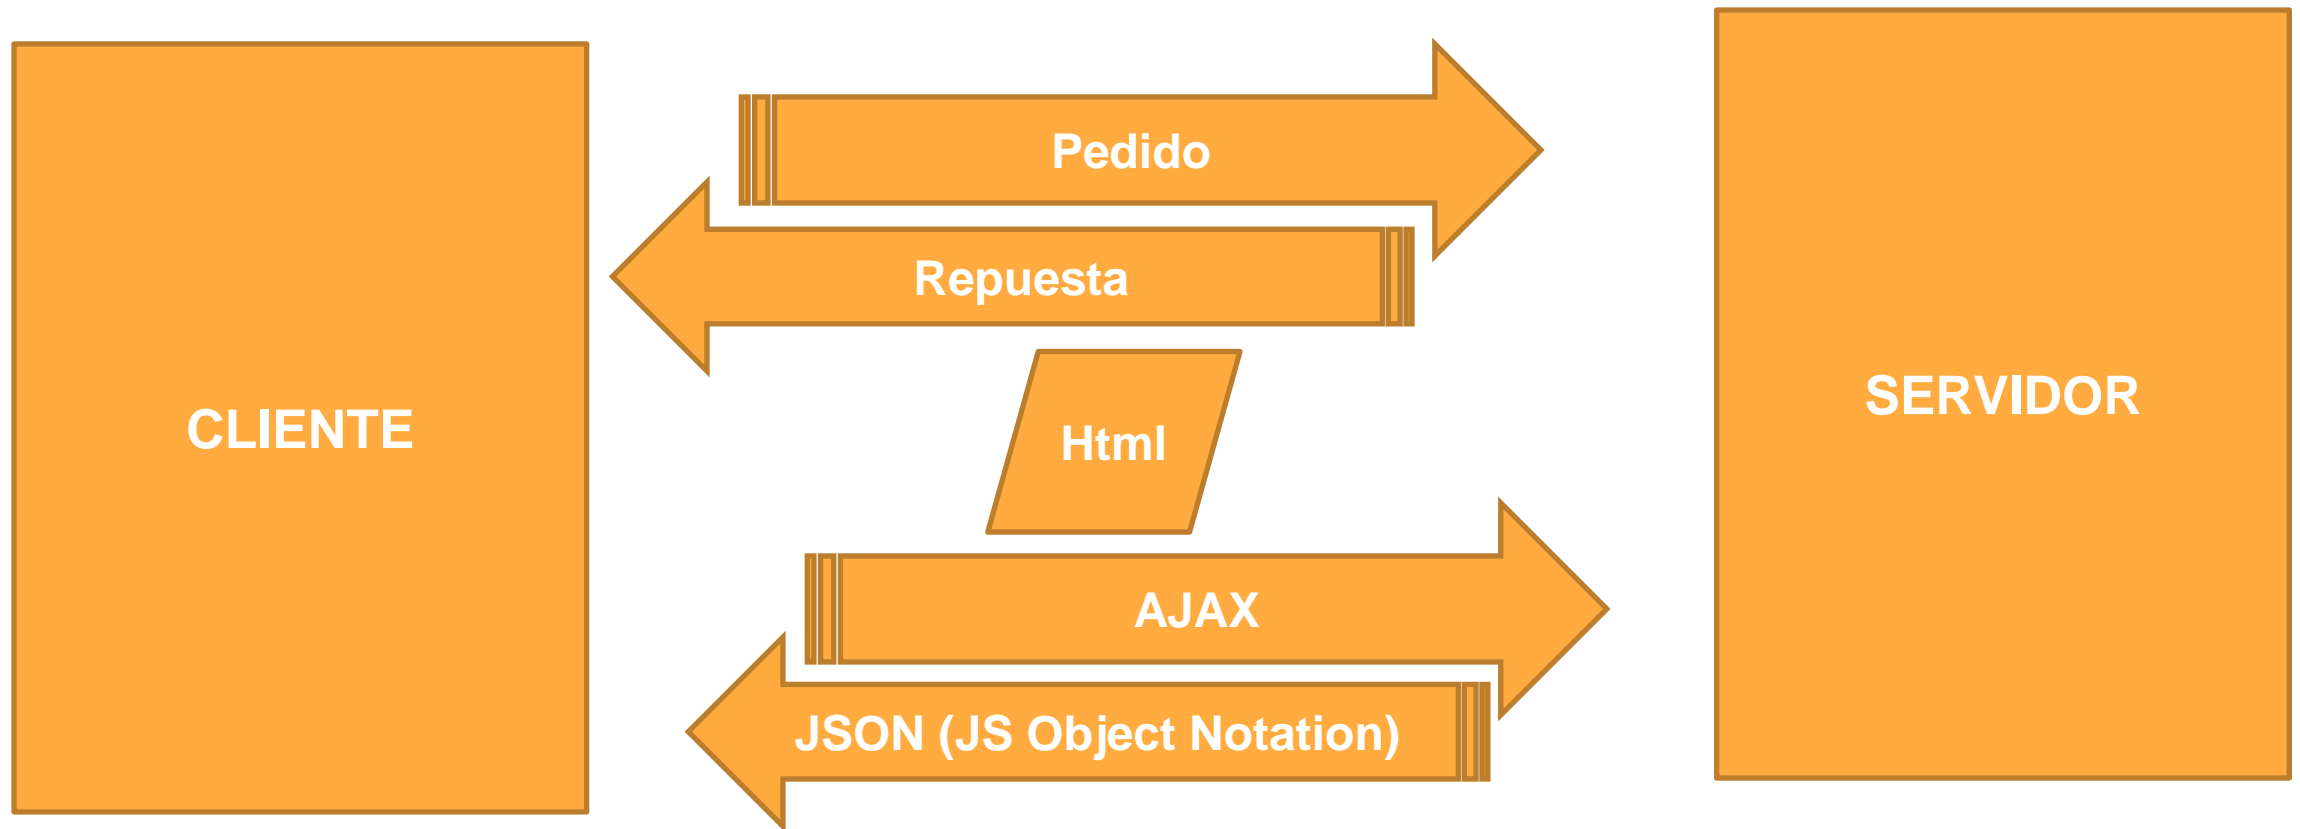 CLIENTE
Pedido
Repuesta
Html
AJAX
JSON (JS Object Notation)
SERVIDOR